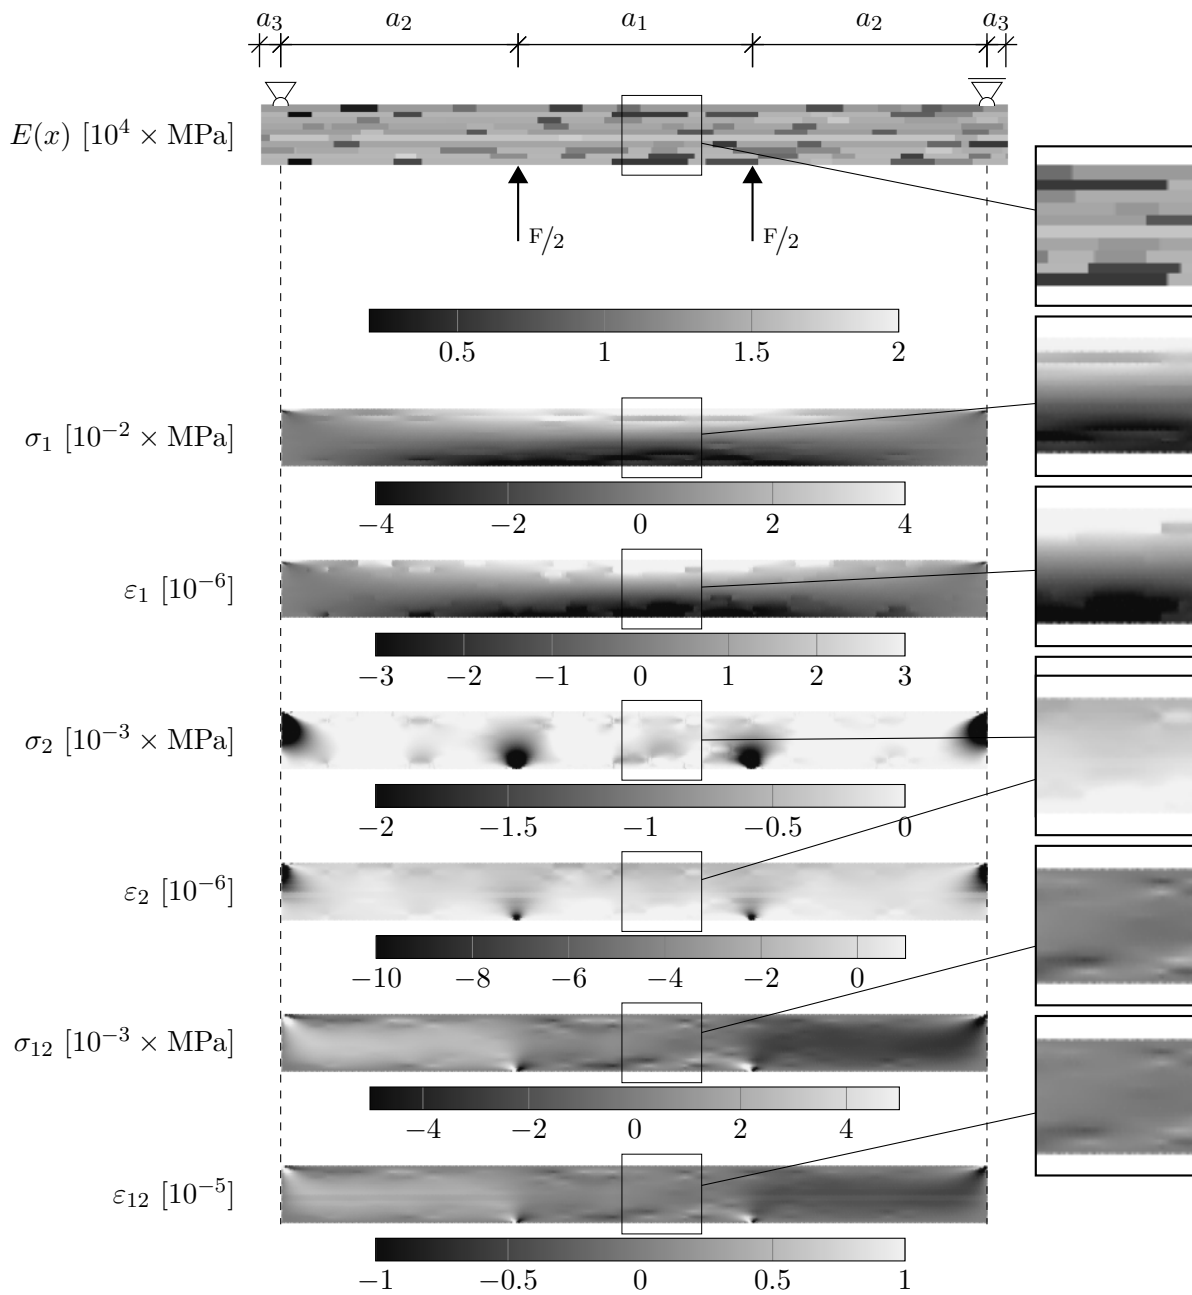 a₃ a₂ a₁ a₂ a₃
E(x) [10⁴ × MPa]
F/2 F/2
0.5 1 1.5 2
σ₁ [10⁻² × MPa]
−4 −2 0 2 4
ε₁ [10⁻⁶]
−3 −2 −1 0 1 2 3
σ₂ [10⁻³ × MPa]
−2 −1.5 −1 −0.5 0
ε₂ [10⁻⁶]
−10 −8 −6 −4 −2 0
σ₁₂ [10⁻³ × MPa]
−4 −2 0 2 4
ε₁₂ [10⁻⁵]
−1 −0.5 0 0.5 1